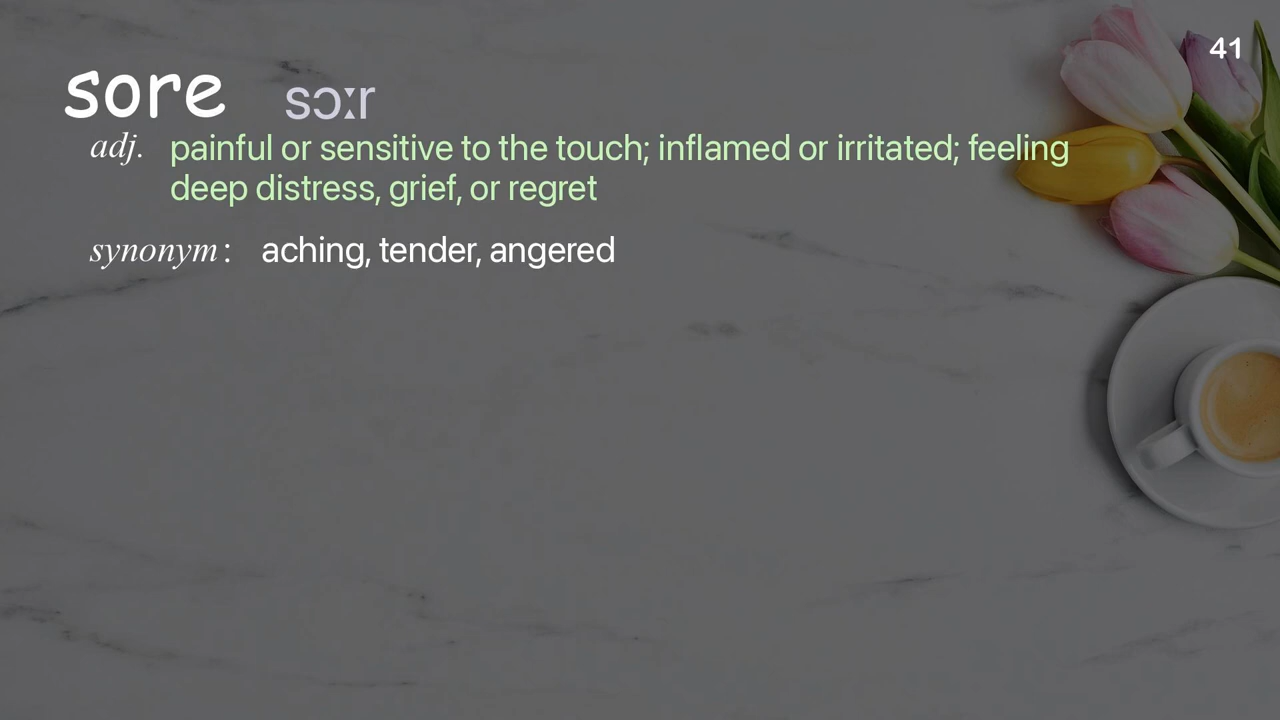 41
sore sɔːr
adj. painful or sensitive to the touch; inflamed or irritated; feeling
deep distress, grief, or regret
synonym : aching, tender, angered